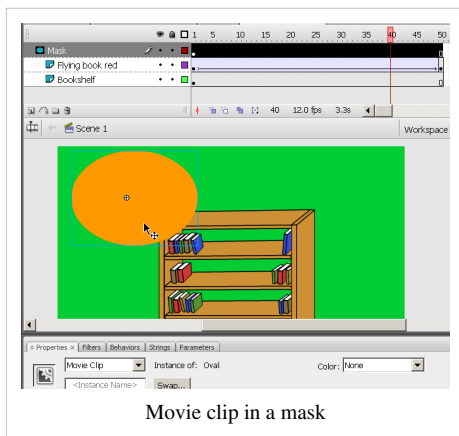 1 5 10 15 20 25 30 35 40 45 50
Mask
Flying book red
Bookshelf
40 12.0 fps 3.3s
Scene 1 Workspace
Properties × Filters Behaviors Strings Parameters
Movie Clip Instance of: Oval Color: None
<Instance Name> Swap...
Movie clip in a mask